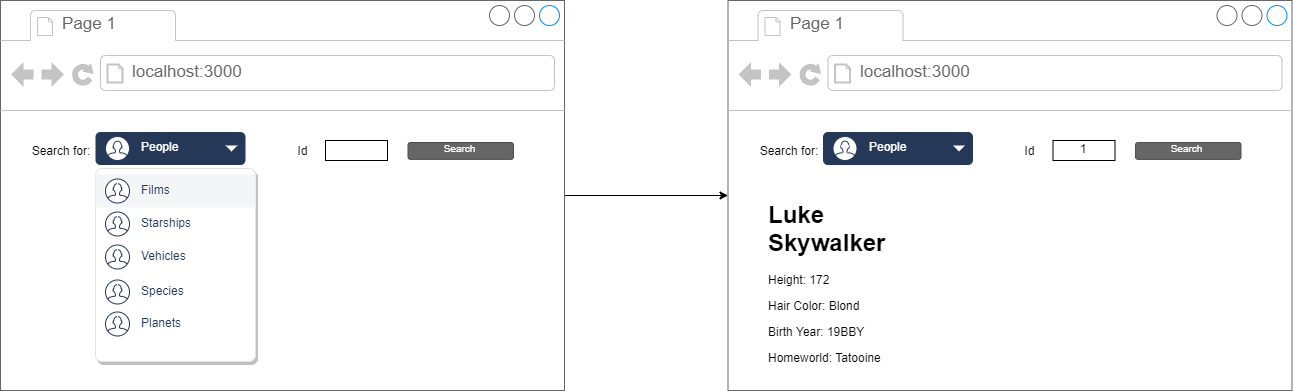 Page 1
localhost:3000
Search for:
People
Id
Search
Films
Starships
Vehicles
Species
Planets
Page 1
localhost:3000
Search for:
People
Id
1
Search
Luke
Skywalker
Height: 172
Hair Color: Blond
Birth Year: 19BBY
Homeworld: Tatooine